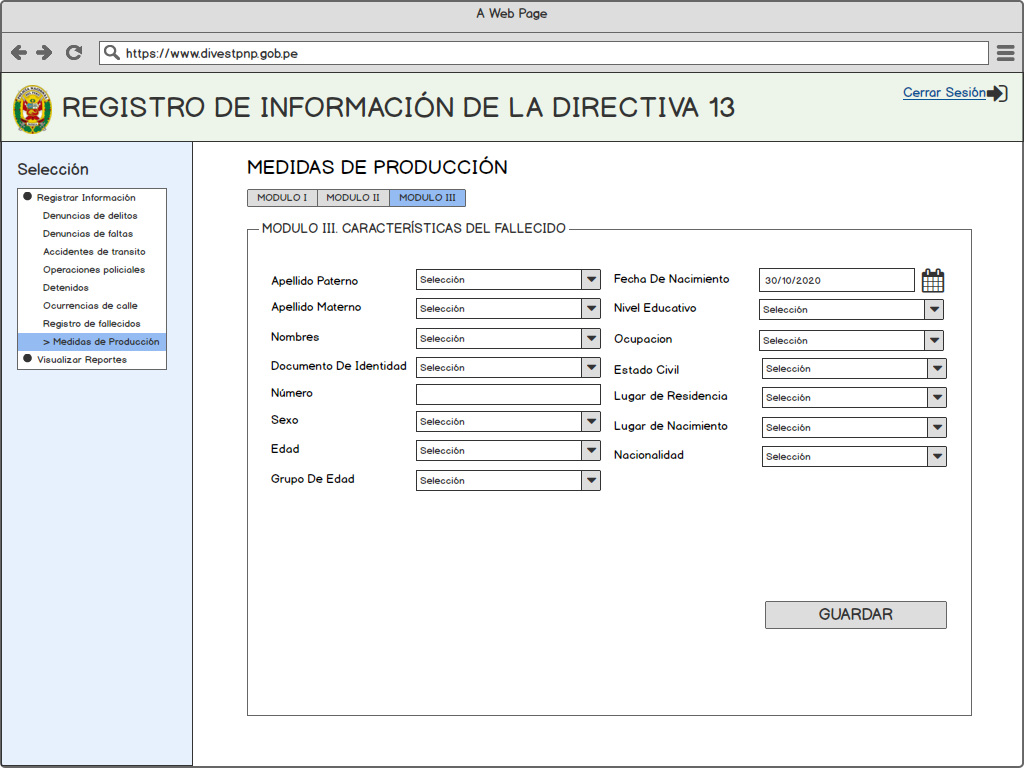 A Web Page
https://www.divestpnp.gob.pe
REGISTRO DE INFORMACIÓN DE LA DIRECTIVA 13
Cerrar Sesión
Selección
Registrar Información
Denuncias de delitos
Denuncias de faltas
Accidentes de transito
Operaciones policiales
Detenidos
Ocurrencias de calle
Registro de fallecidos
> Medidas de Producción
Visualizar Reportes
MEDIDAS DE PRODUCCIÓN
MODULO I MODULO II MODULO III
MODULO III. CARACTERÍSTICAS DEL FALLECIDO
Apellido Paterno Selección
Apellido Materno Selección
Nombres Selección
Documento De Identidad Selección
Número
Sexo Selección
Edad Selección
Grupo De Edad Selección
Fecha De Nacimiento 30/10/2020
Nivel Educativo Selección
Ocupacion Selección
Estado Civil Selección
Lugar de Residencia Selección
Lugar de Nacimiento Selección
Nacionalidad Selección
GUARDAR